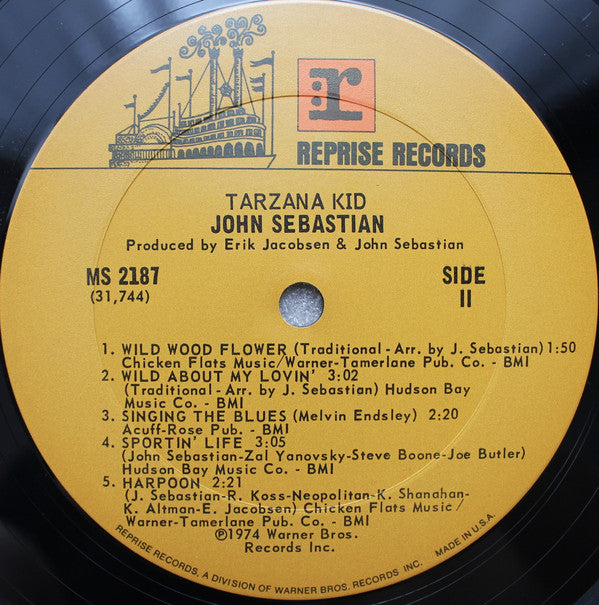 :r
REPRISE RECORDS
TARZANA KID
JOHN SEBASTIAN
Produced by Erik Jacobsen & John Sebastian
MS 2187
(31,744)
SIDE
II
1. WILD WOOD FLOWER (Traditional - Arr. by J. Sebastian) 1:50
Chicken Flats Music/Warner-Tamerlane Pub. Co. - BMI
2. WILD ABOUT MY LOVIN' 3:02
(Traditional - Arr. by J. Sebastian) Hudson Bay
Music Co. - BMI
3. SINGING THE BLUES (Melvin Endsley) 2:20
Acuff-Rose Pub. - BMI
4. SPORTIN' LIFE 3:05
(John Sebastian-Zal Yanovsky-Steve Boone-Joe Butler)
Hudson Bay Music Co. - BMI
5. HARPOON 2:21
(J. Sebastian-R. Koss-Neopolitan-K. Shanahan-
K. Altman-E. Jacobsen) Chicken Flats Music/
Warner-Tamerlane Pub. Co. - BMI
℗1974 Warner Bros.
Records Inc.
REPRISE RECORDS, A DIVISION OF WARNER BROS. RECORDS INC. MADE IN U.S.A.